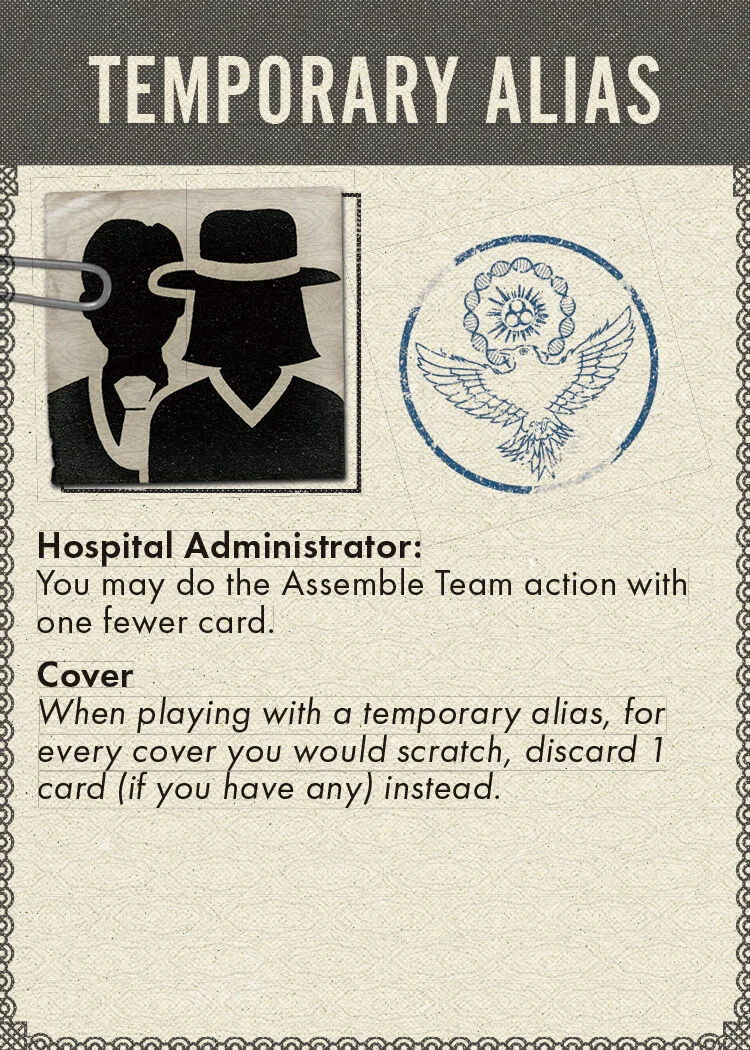 TEMPORARY ALIAS
Hospital Administrator:
You may do the Assemble Team action with
one fewer card.
Cover
When playing with a temporary alias, for
every cover you would scratch, discard 1
card (if you have any) instead.